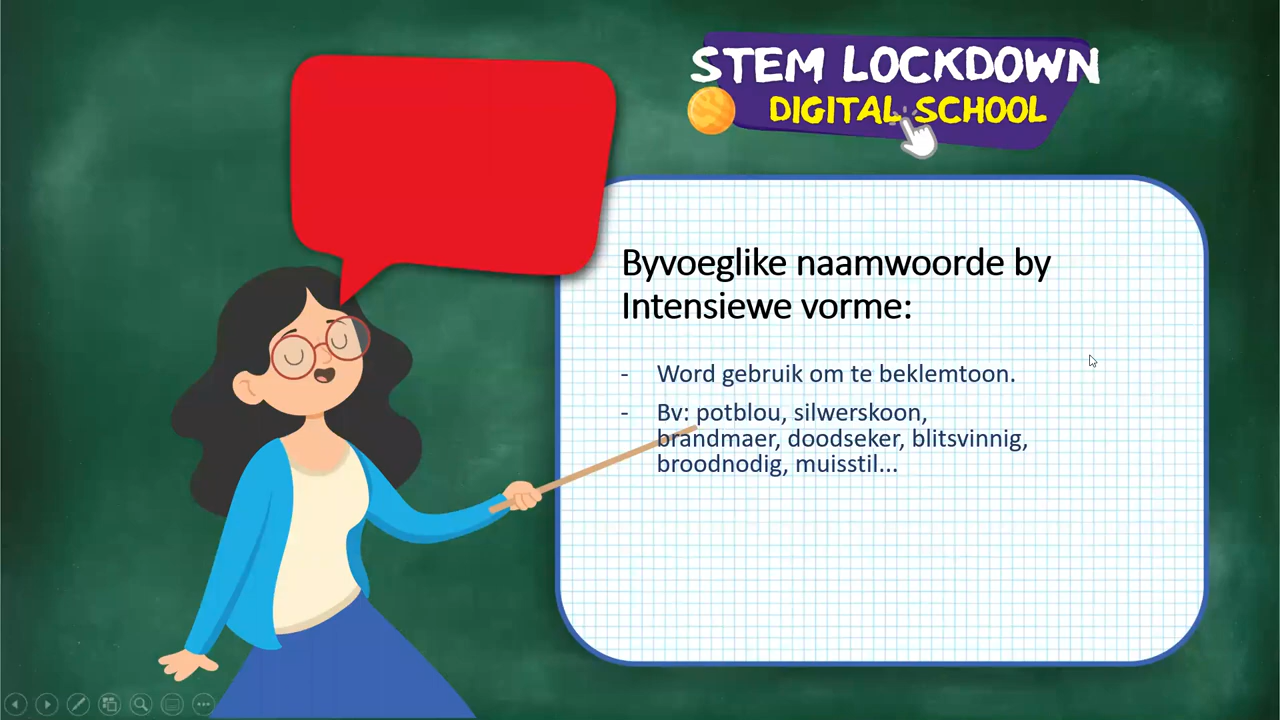 STEM LOCKDOWN
DIGITAL SCHOOL
Byvoeglike naamwoorde by
Intensiewe vorme:
- Word gebruik om te beklemtoon.
- Bv: potblou, silwerskoon,
brandmaer, doodseker, blitsvinnig,
broodnodig, muisstil...